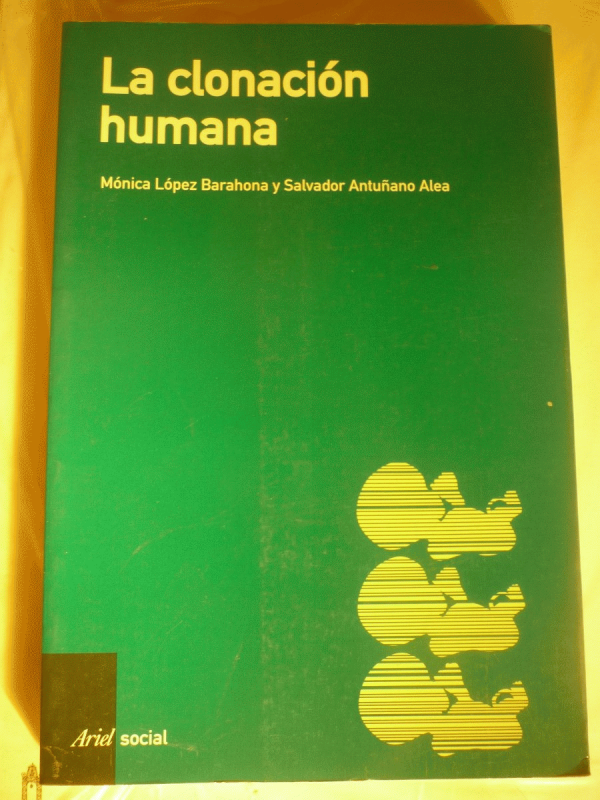 La clonación
humana
Mónica López Barahona y Salvador Antuñano Alea
Ariel social